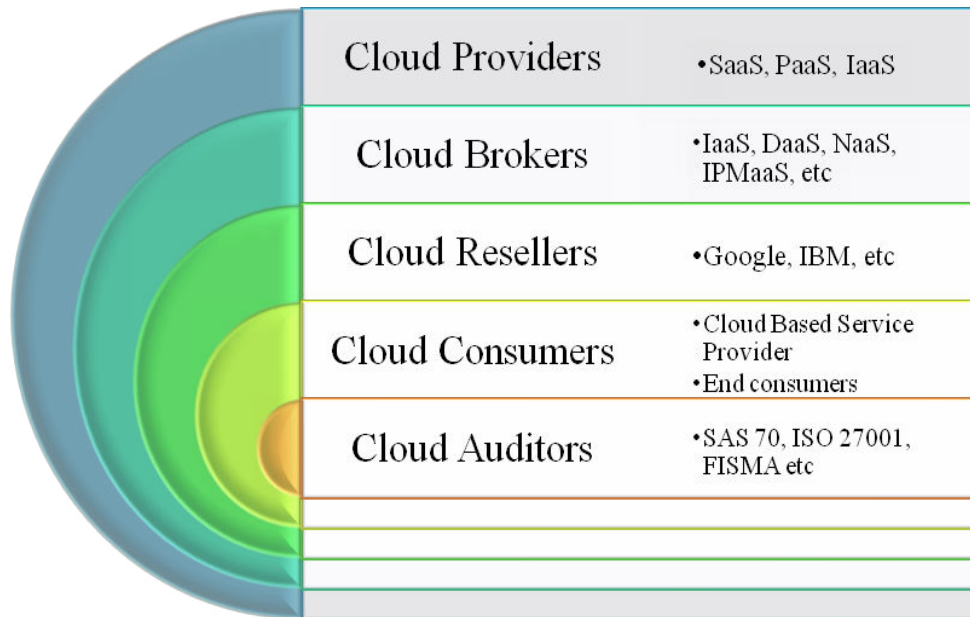 Cloud Providers
•SaaS, PaaS, IaaS
Cloud Brokers
•IaaS, DaaS, NaaS,
IPMaaS, etc
Cloud Resellers
•Google, IBM, etc
Cloud Consumers
•Cloud Based Service
Provider
•End consumers
Cloud Auditors
•SAS 70, ISO 27001,
FISMA etc